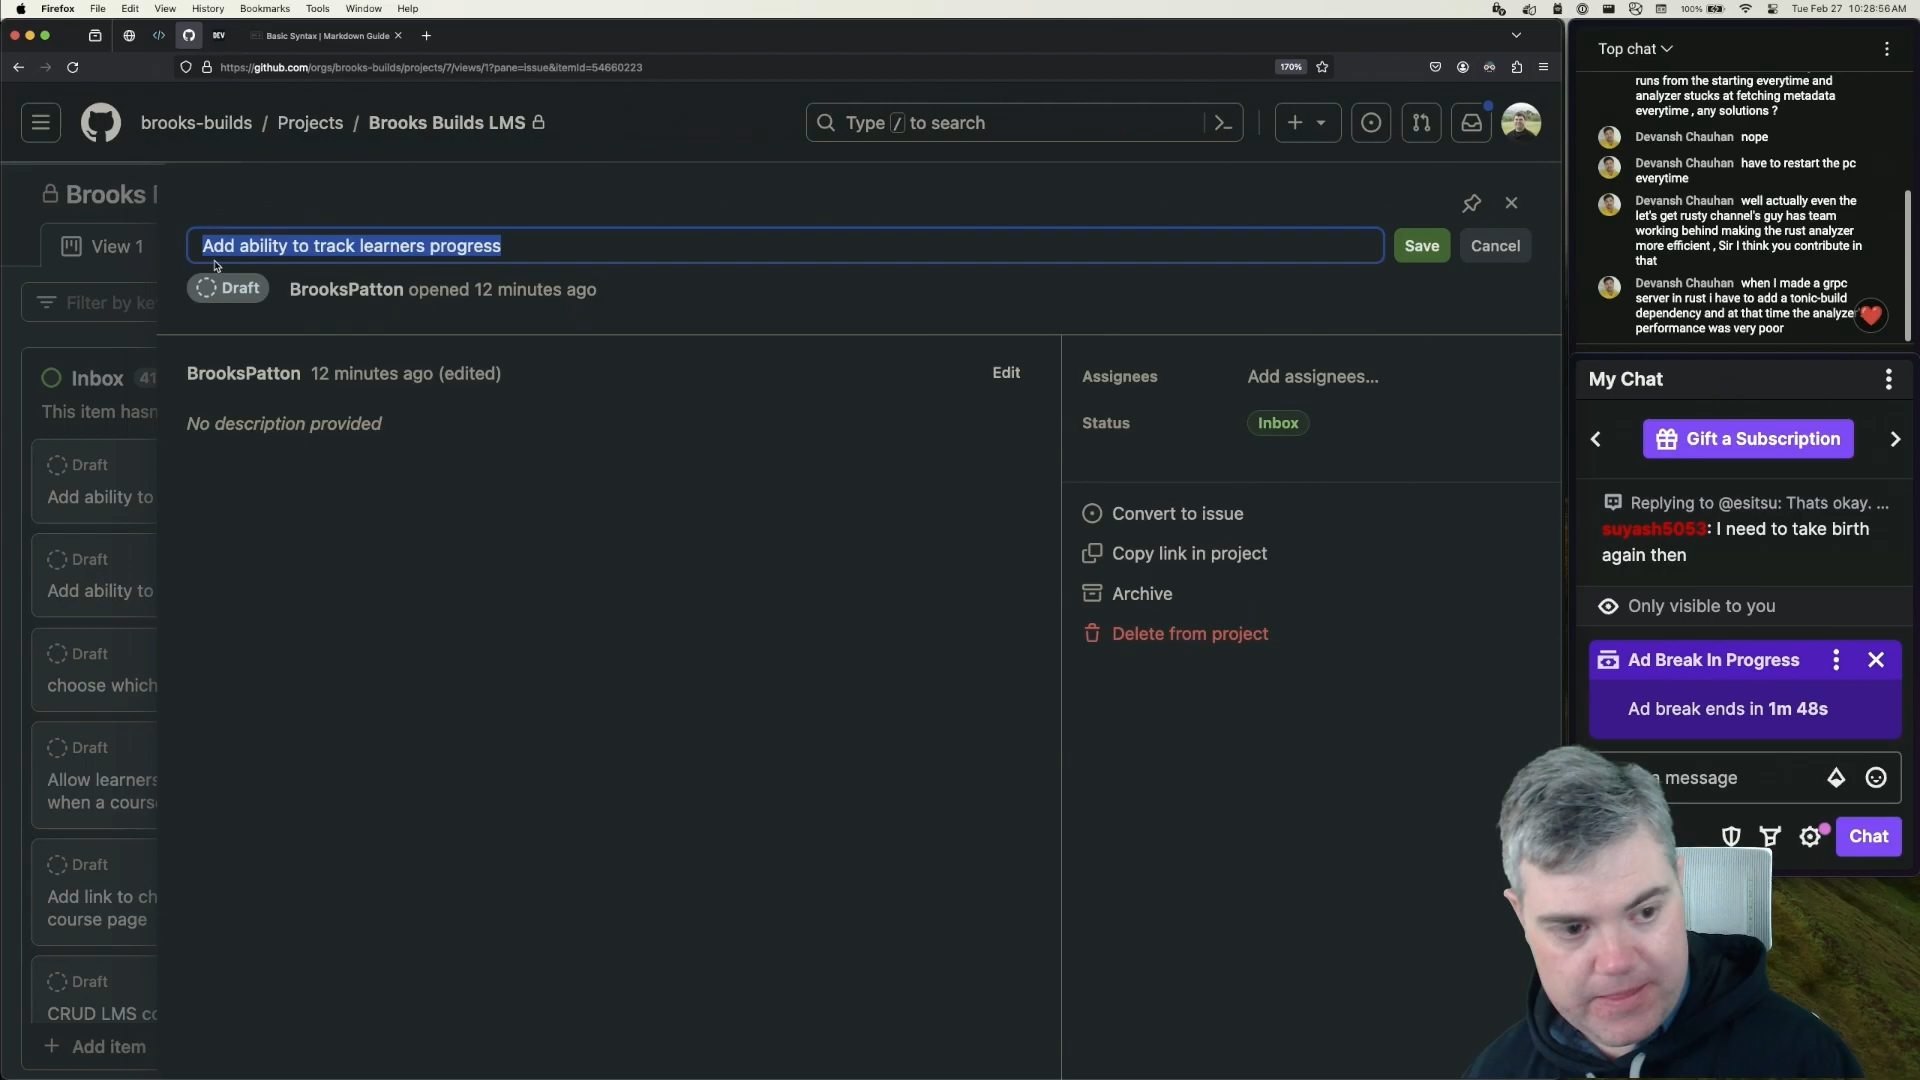 Firefox File Edit View History Bookmarks Tools Window Help
100%
Tue Feb 27 10:28:56 AM
DEV
Basic Syntax | Markdown Guide
https://github.com/orgs/brooks-builds/projects/7/views/1?pane=issue&itemId=54660223
170%
brooks-builds / Projects / Brooks Builds LMS
Type / to search
Brooks
View 1
Filter by ke
Inbox 41
This item hasn
Draft
Add ability to
Draft
Add ability to
Draft
choose which
Draft
Allow learners
when a course
Draft
Add link to ch
course page
Draft
CRUD LMS co
+ Add item
Add ability to track learners progress
Save
Cancel
Draft
BrooksPatton opened 12 minutes ago
BrooksPatton 12 minutes ago (edited)
Edit
No description provided
Assignees
Add assignees...
Status
Inbox
Convert to issue
Copy link in project
Archive
Delete from project
Top chat
runs from the starting everytime and
analyzer stucks at fetching metadata
everytime , any solutions ?
Devansh Chauhan nope
Devansh Chauhan have to restart the pc
everytime
Devansh Chauhan well actually even the
let's get rusty channel's guy has team
working behind making the rust analyzer
more efficient , Sir I think you contribute in
that
Devansh Chauhan when I made a grpc
server in rust i have to add a tonic-build
dependency and at that time the analyzer
performance was very poor
My Chat
Gift a Subscription
Replying to @esitsu: Thats okay. ...
suyash5053: I need to take birth
again then
Only visible to you
Ad Break In Progress
Ad break ends in 1m 48s
message
Chat